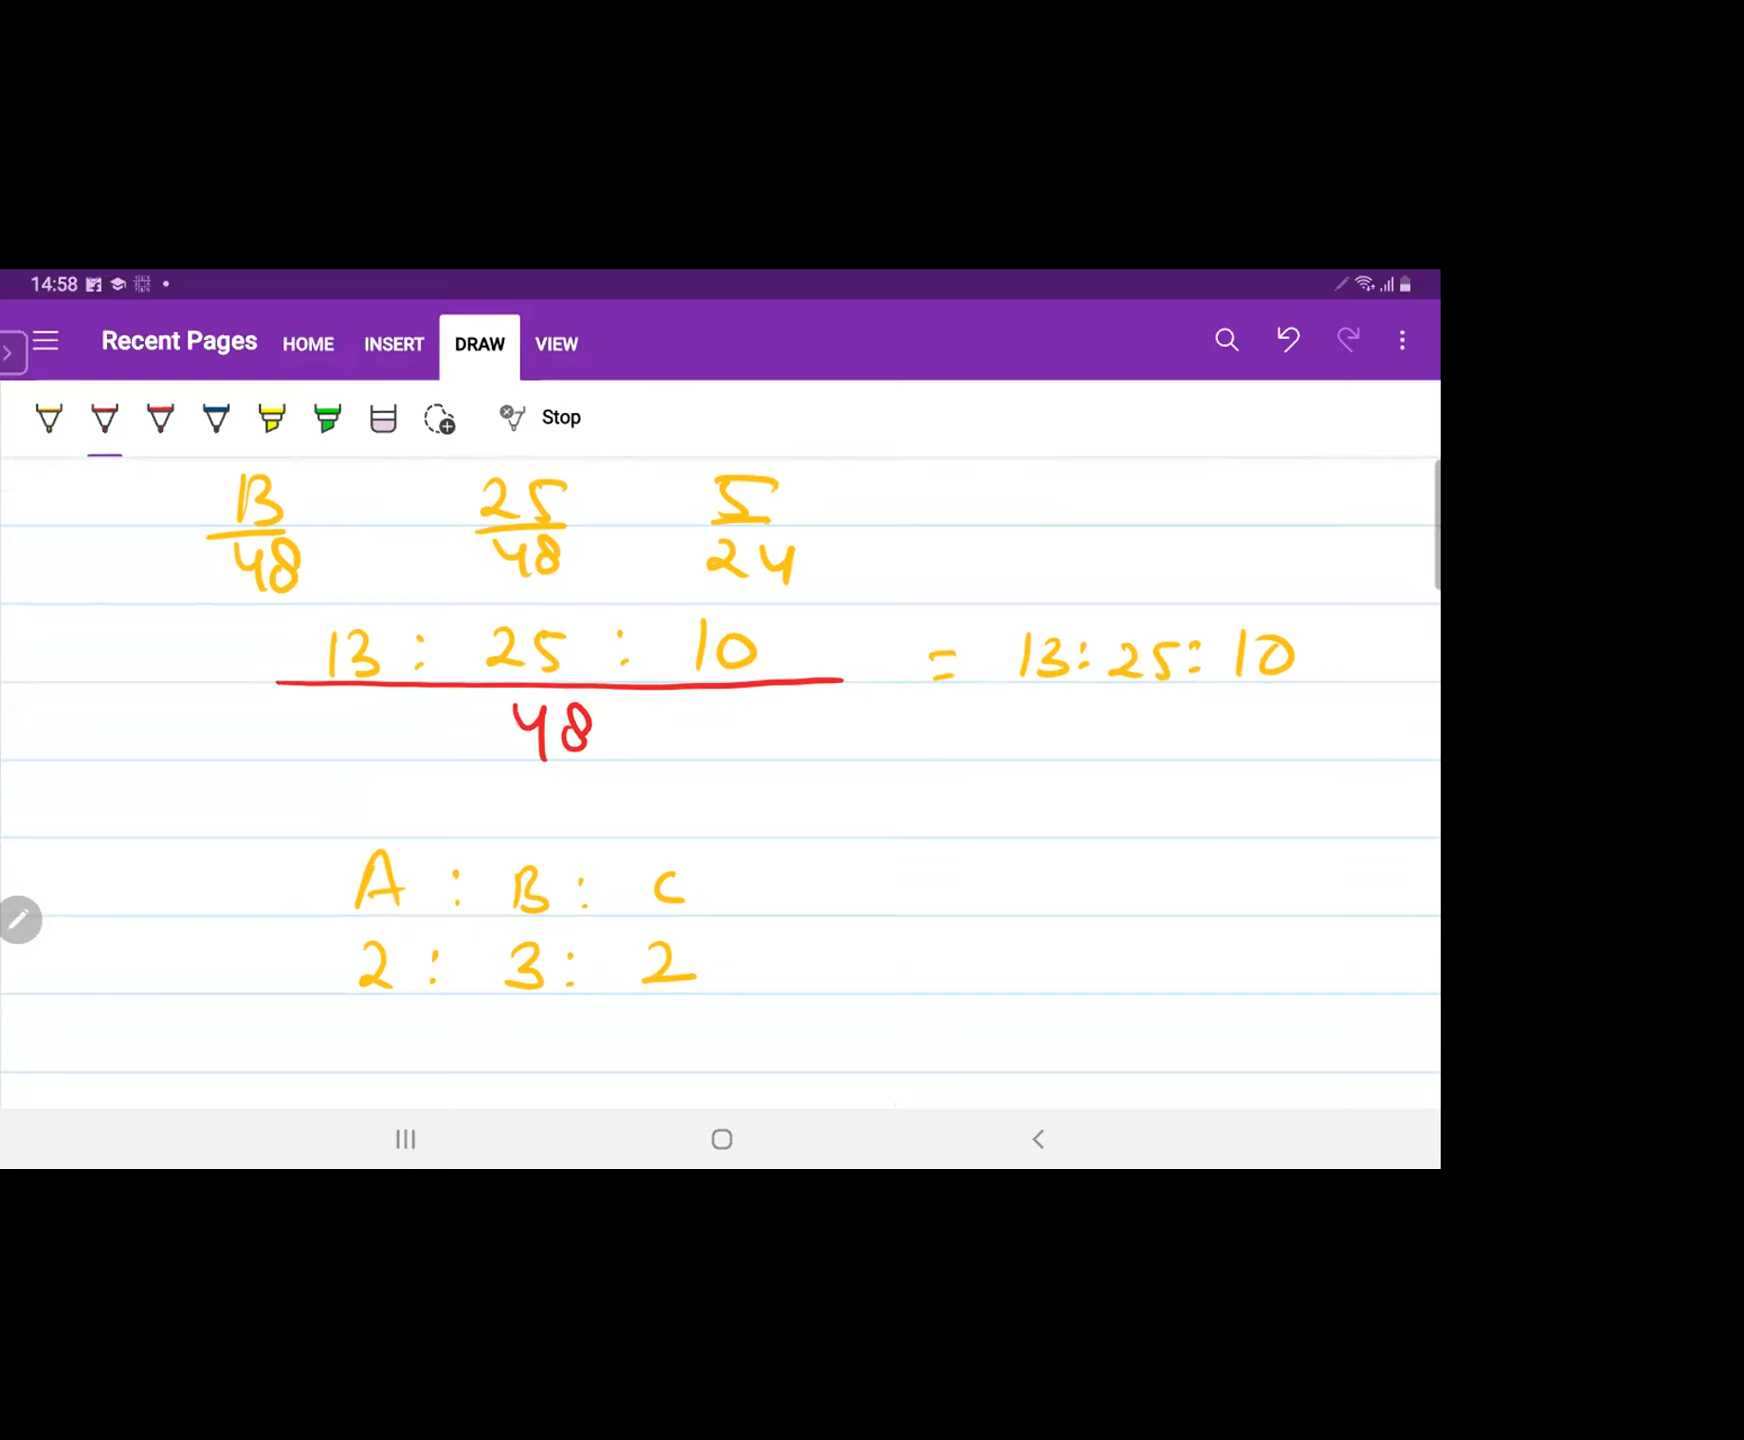 14:58
Recent Pages HOME INSERT DRAW VIEW
Stop
13/48 25/48 5/24
13 : 25 : 10 = 13 : 25 : 10
48
A : B : C
2 : 3 : 2